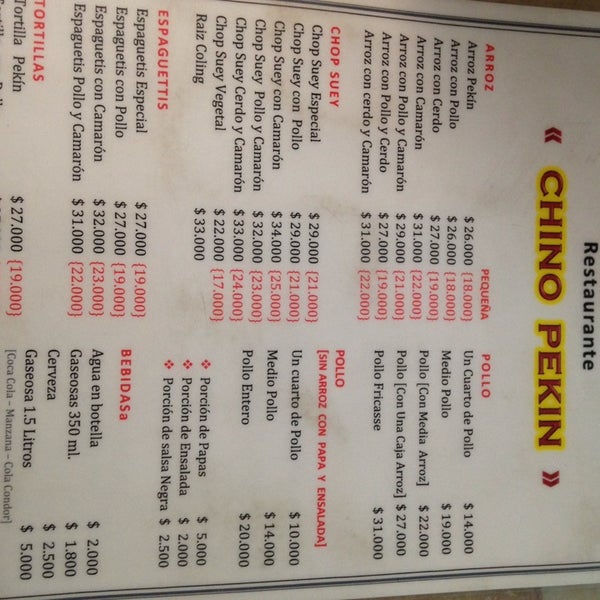 Restaurante
« CHINO PEKIN »
ARROZ PEQUEÑA
Arroz Pekín $ 26.000 {18.000}
Arroz con Pollo $ 26.000 {18.000}
Arroz con Cerdo $ 27.000 {19.000}
Arroz con Camarón $ 31.000 {22.000}
Arroz con Pollo y Camarón $ 29.000 {21.000}
Arroz con Pollo y Cerdo $ 27.000 {19.000}
Arroz con cerdo y Camarón $ 31.000 {22.000}
CHOP SUEY
Chop Suey Especial $ 29.000 {21.000}
Chop Suey con Pollo $ 29.000 {21.000}
Chop Suey con Camarón $ 34.000 {25.000}
Chop Suey Pollo y Camarón $ 32.000 {23.000}
Chop Suey Cerdo y Camarón $ 33.000 {24.000}
Chop Suey Vegetal $ 22.000 {17.000}
Raiz Coling $ 33.000
ESPAGUETTIS
Espaguetis Especial $ 27.000 {19.000}
Espaguetis con Pollo $ 27.000 {19.000}
Espaguetis con Camarón $ 32.000 {23.000}
Espaguetis Pollo y Camarón $ 31.000 {22.000}
TORTILLAS
Tortilla Pekín $ 27.000 {19.000}
POLLO
Un Cuarto de Pollo $ 14.000
Medio Pollo $ 19.000
Pollo [Con Media Arroz] $ 22.000
Pollo [Con Una Caja Arroz] $ 27.000
Pollo Fricasse $ 31.000
POLLO
[SIN ARROZ CON PAPA Y ENSALADA]
Un cuarto de Pollo $ 10.000
Medio Pollo $ 14.000
Pollo Entero $ 20.000
❖ Porción de Papas $ 5.000
❖ Porción de Ensalada $ 2.000
❖ Porción de salsa Negra $ 2.500
BEBIDASa
Agua en botella $ 2.000
Gaseosas 350 ml. $ 1.800
Cerveza $ 2.500
Gaseosa 1.5 Litros $ 5.000
[Coca Cola – Manzana – Cola Condor]